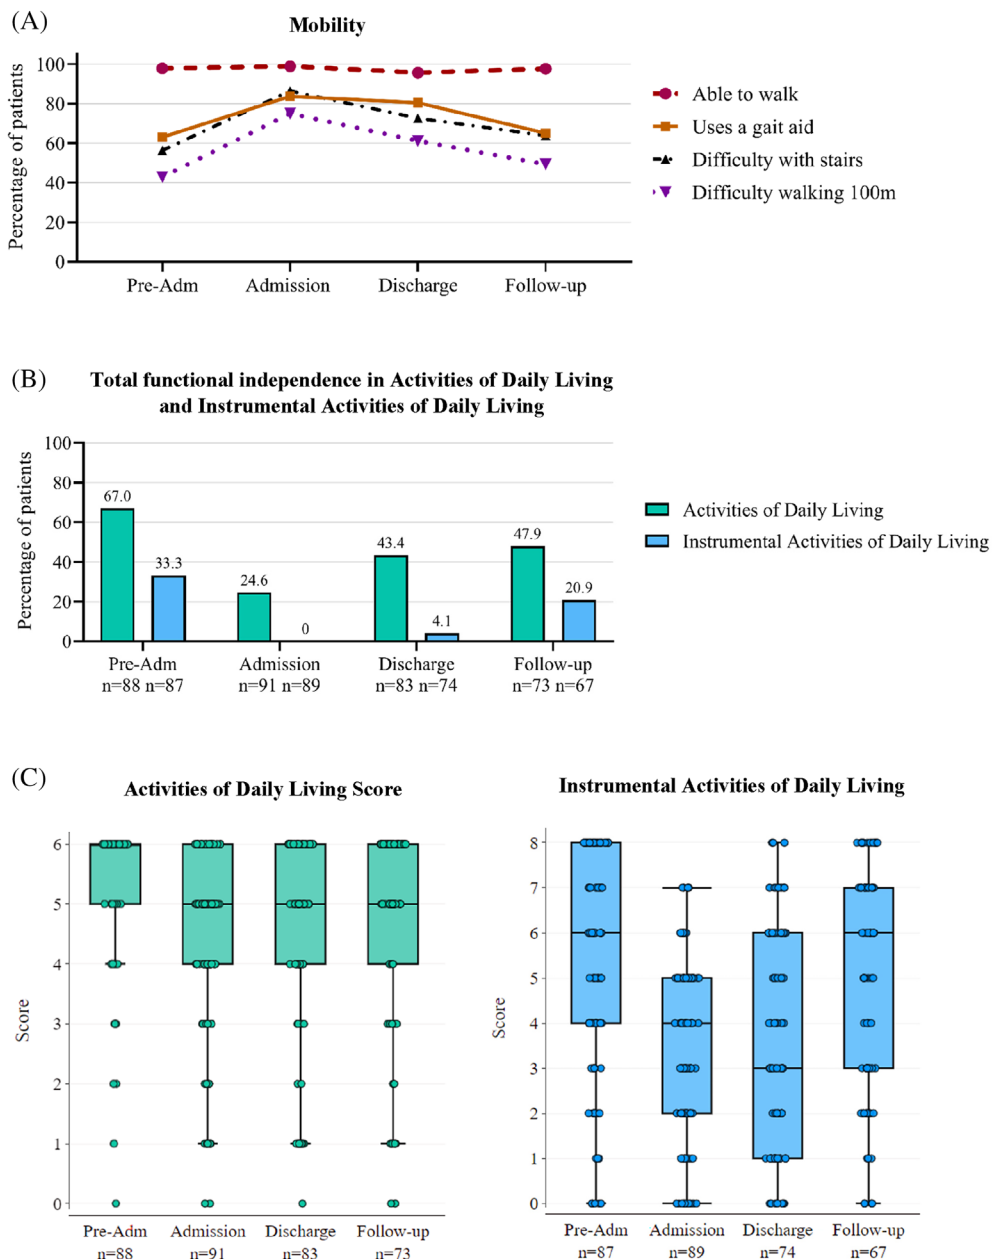 (A)
Mobility
Percentage of patients
100
80
60
40
20
0
Pre-Adm Admission Discharge Follow-up
Able to walk
Uses a gait aid
Difficulty with stairs
Difficulty walking 100m
(B)
Total functional independence in Activities of Daily Living
and Instrumental Activities of Daily Living
Percentage of patients
100
80
60
40
20
0
67.0
33.3
24.6
0
43.4
4.1
47.9
20.9
Pre-Adm Admission Discharge Follow-up
n=88 n=87 n=91 n=89 n=83 n=74 n=73 n=67
Activities of Daily Living
Instrumental Activities of Daily Living
(C)
Activities of Daily Living Score
Score
6
5
4
3
2
1
0
Pre-Adm Admission Discharge Follow-up
n=88 n=91 n=83 n=73
Instrumental Activities of Daily Living
Score
8
7
6
5
4
3
2
1
0
Pre-Adm Admission Discharge Follow-up
n=87 n=89 n=74 n=67